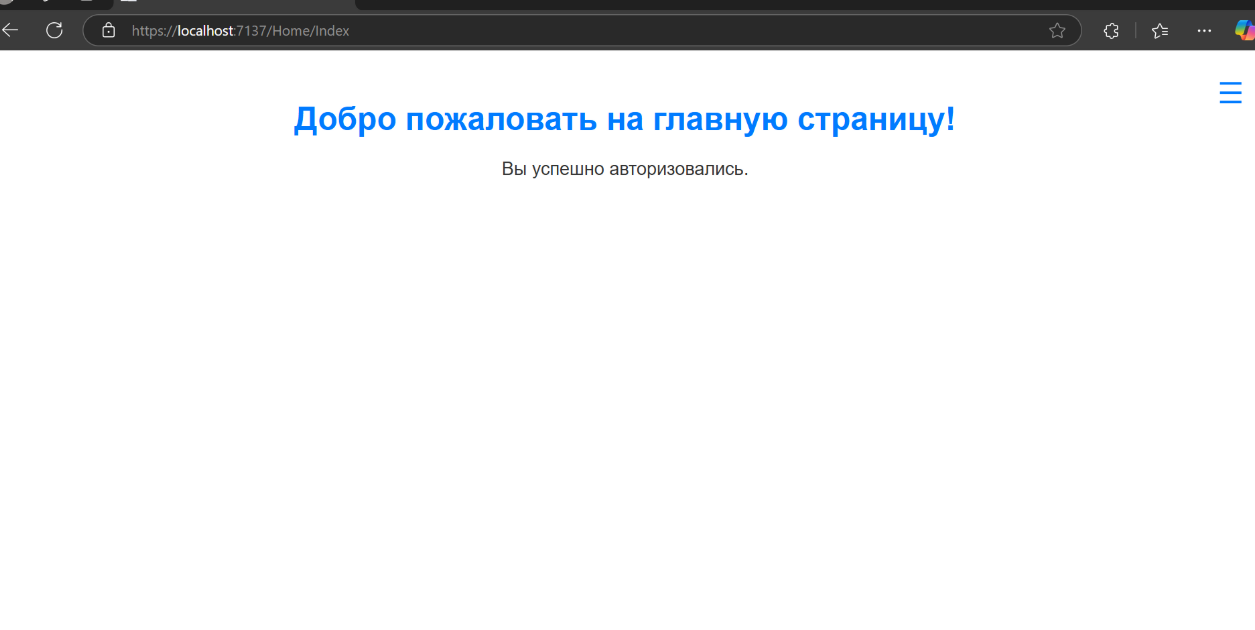 https://localhost:7137/Home/Index
Добро пожаловать на главную страницу!
Вы успешно авторизовались.